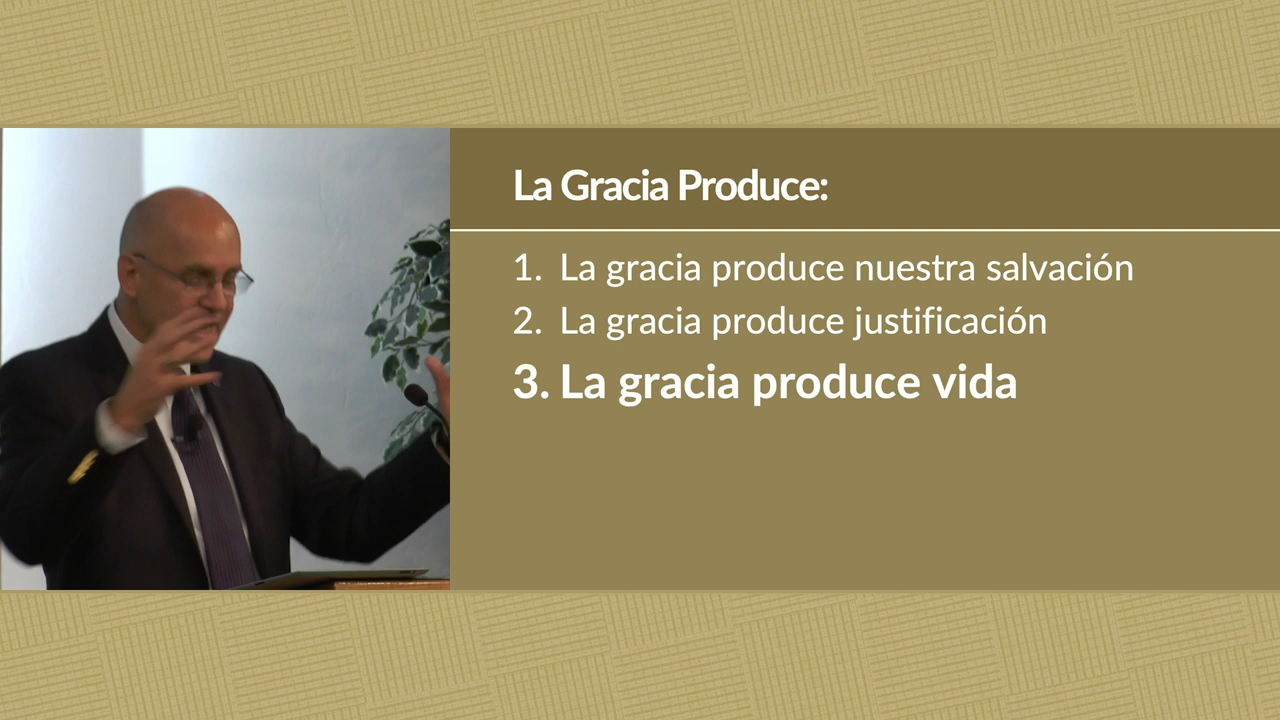 La Gracia Produce:
1. La gracia produce nuestra salvación
2. La gracia produce justificación
3. La gracia produce vida